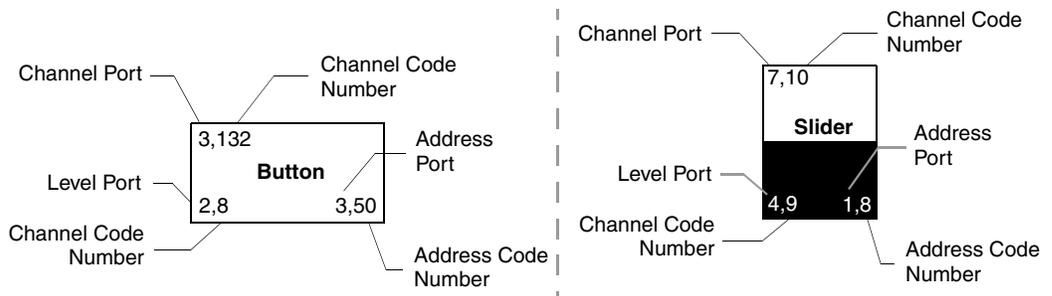 Channel Port
Channel Code
Number
3,132
Button
Address
Port
Level Port
2,8
3,50
Channel Code
Number
Address Code
Number
Channel Port
Channel Code
Number
7,10
Slider
Address
Port
Level Port
4,9
1,8
Channel Code
Number
Address Code
Number